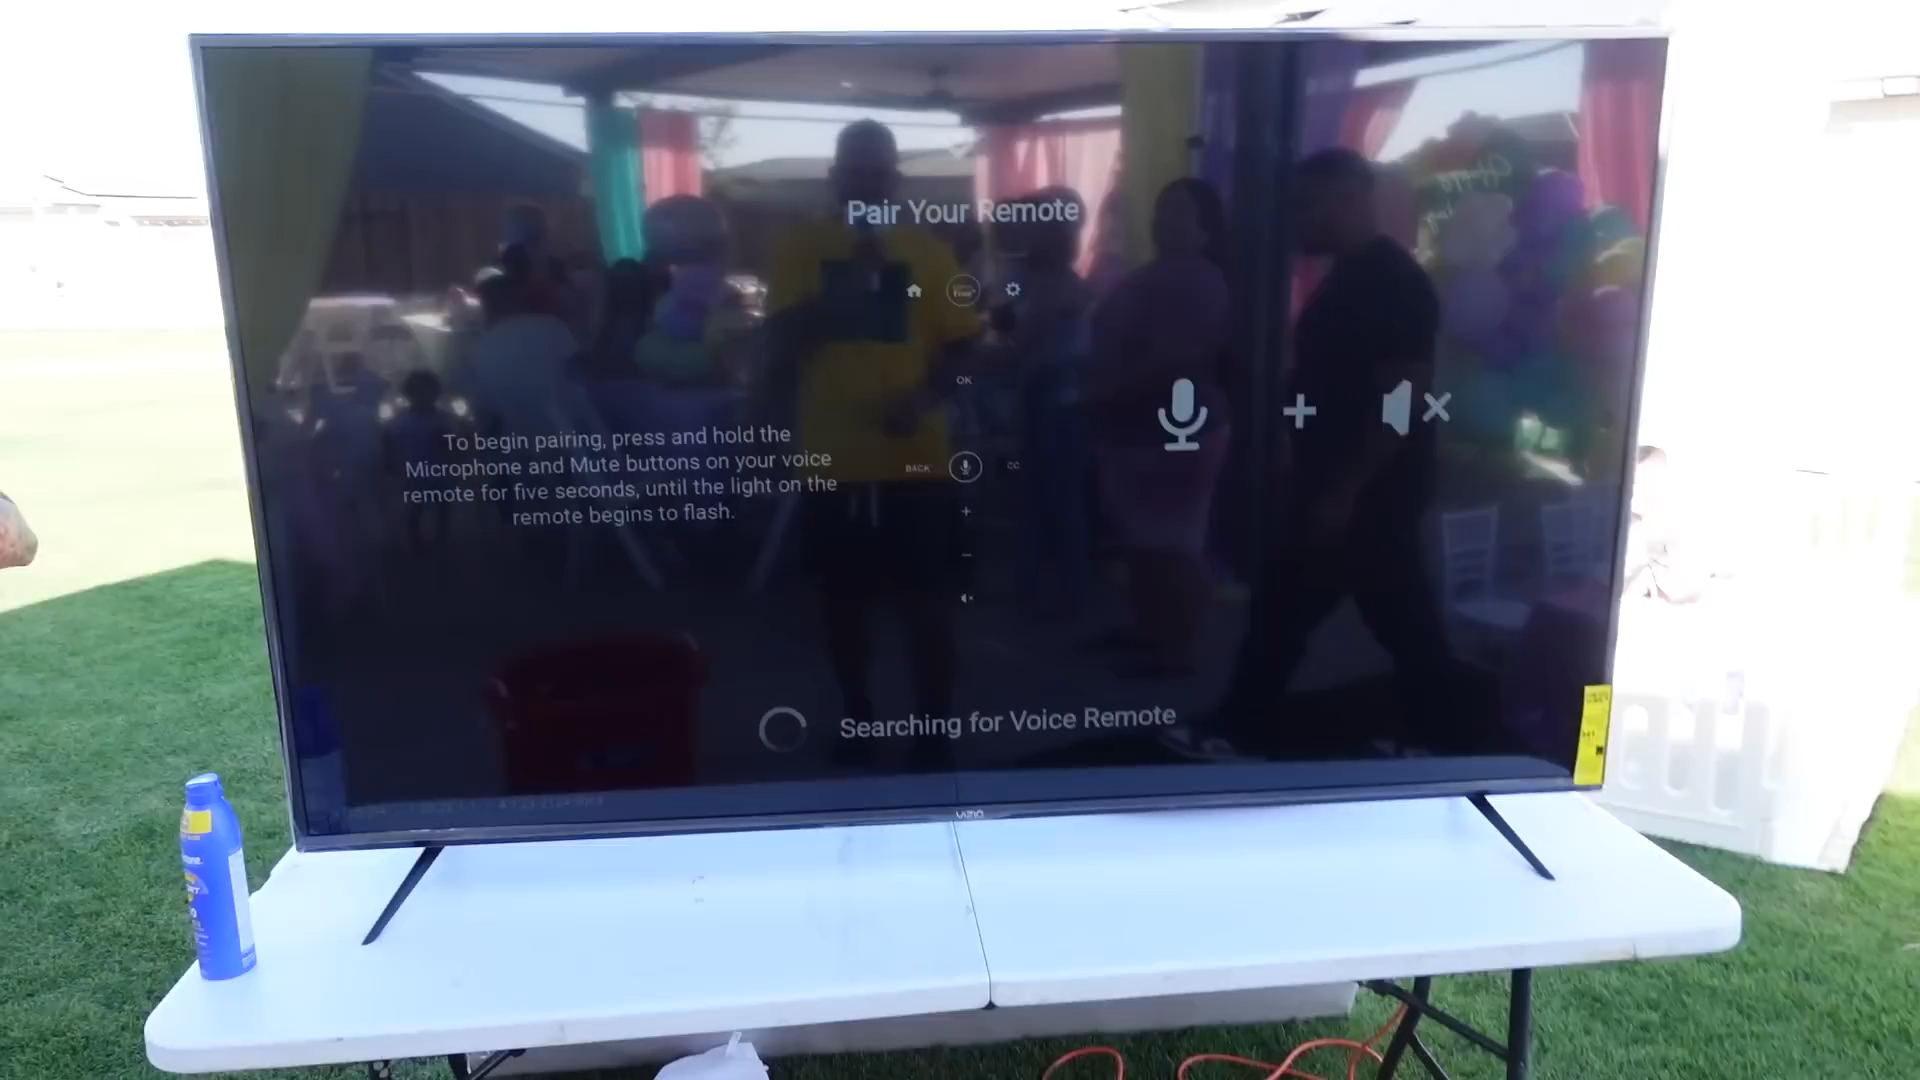 Pair Your Remote
OK
To begin pairing, press and hold the
Microphone and Mute buttons on your voice
remote for five seconds, until the light on the
remote begins to flash.
BACK
CC
+
−
+
Searching for Voice Remote
VIZIO